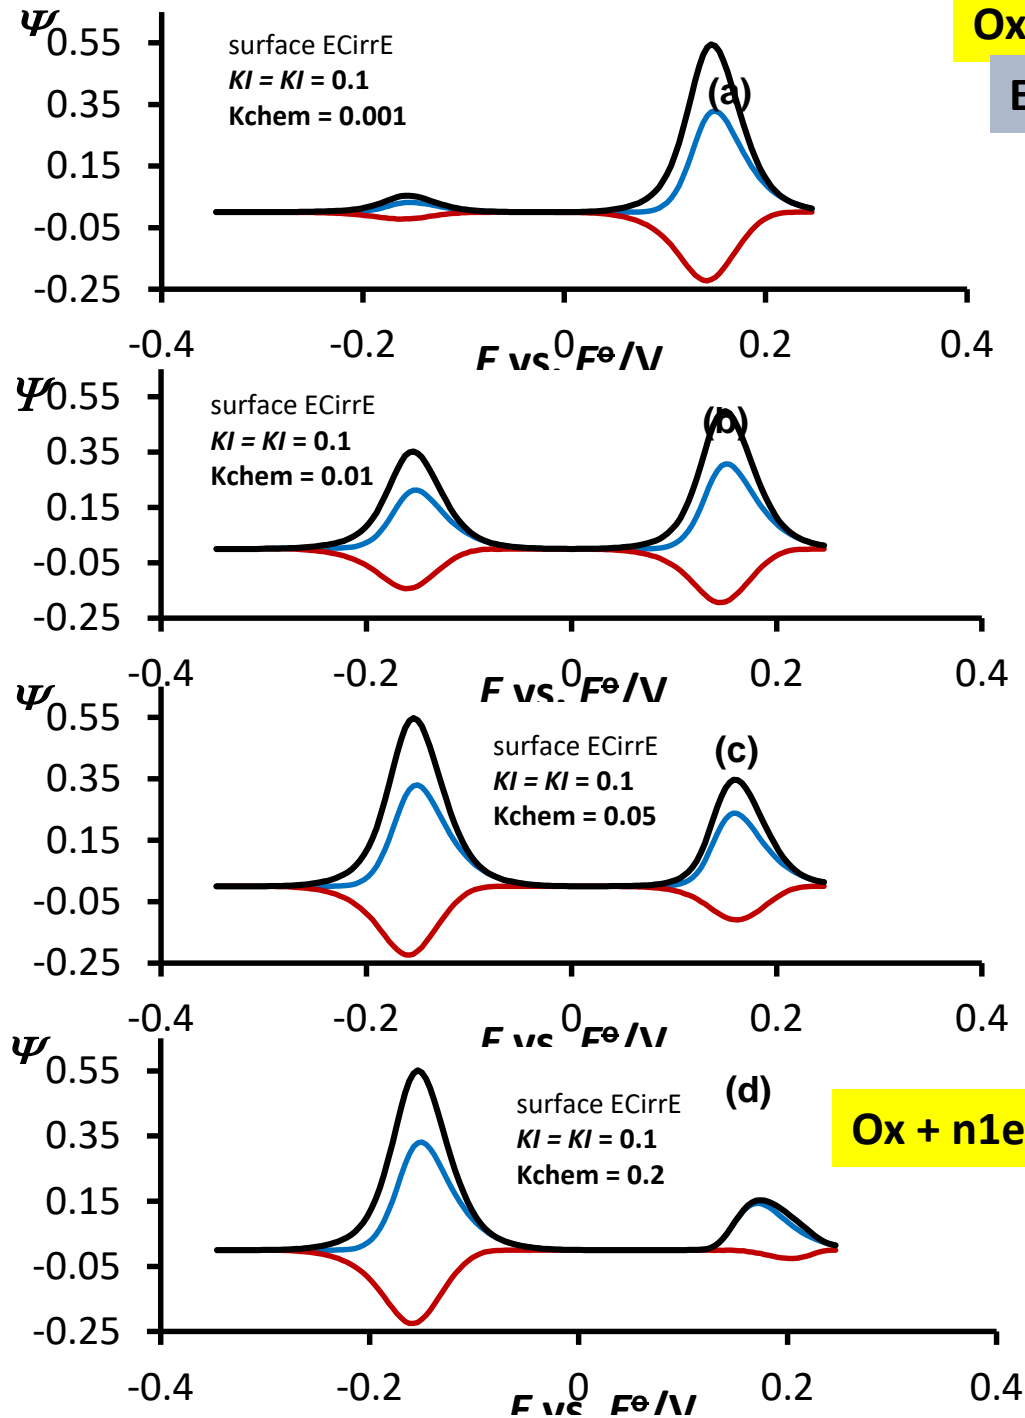 Ψ
0.55
0.35
0.15
-0.05
-0.25
surface ECirrE
KI = KI = 0.1
Kchem = 0.001
(a)
Ox
E
-0.4
-0.2
0
0.2
0.4
E vs. E⦵/V
Ψ
0.55
0.35
0.15
-0.05
-0.25
surface ECirrE
KI = KI = 0.1
Kchem = 0.01
(b)
-0.4
-0.2
0
0.2
0.4
E vs. E⦵/V
Ψ
0.55
0.35
0.15
-0.05
-0.25
surface ECirrE
KI = KI = 0.1
Kchem = 0.05
(c)
-0.4
-0.2
0
0.2
0.4
E vs. E⦵/V
Ψ
0.55
0.35
0.15
-0.05
-0.25
surface ECirrE
KI = KI = 0.1
Kchem = 0.2
(d)
Ox + n1e
-0.4
-0.2
0
0.2
0.4
E vs. E⦵/V